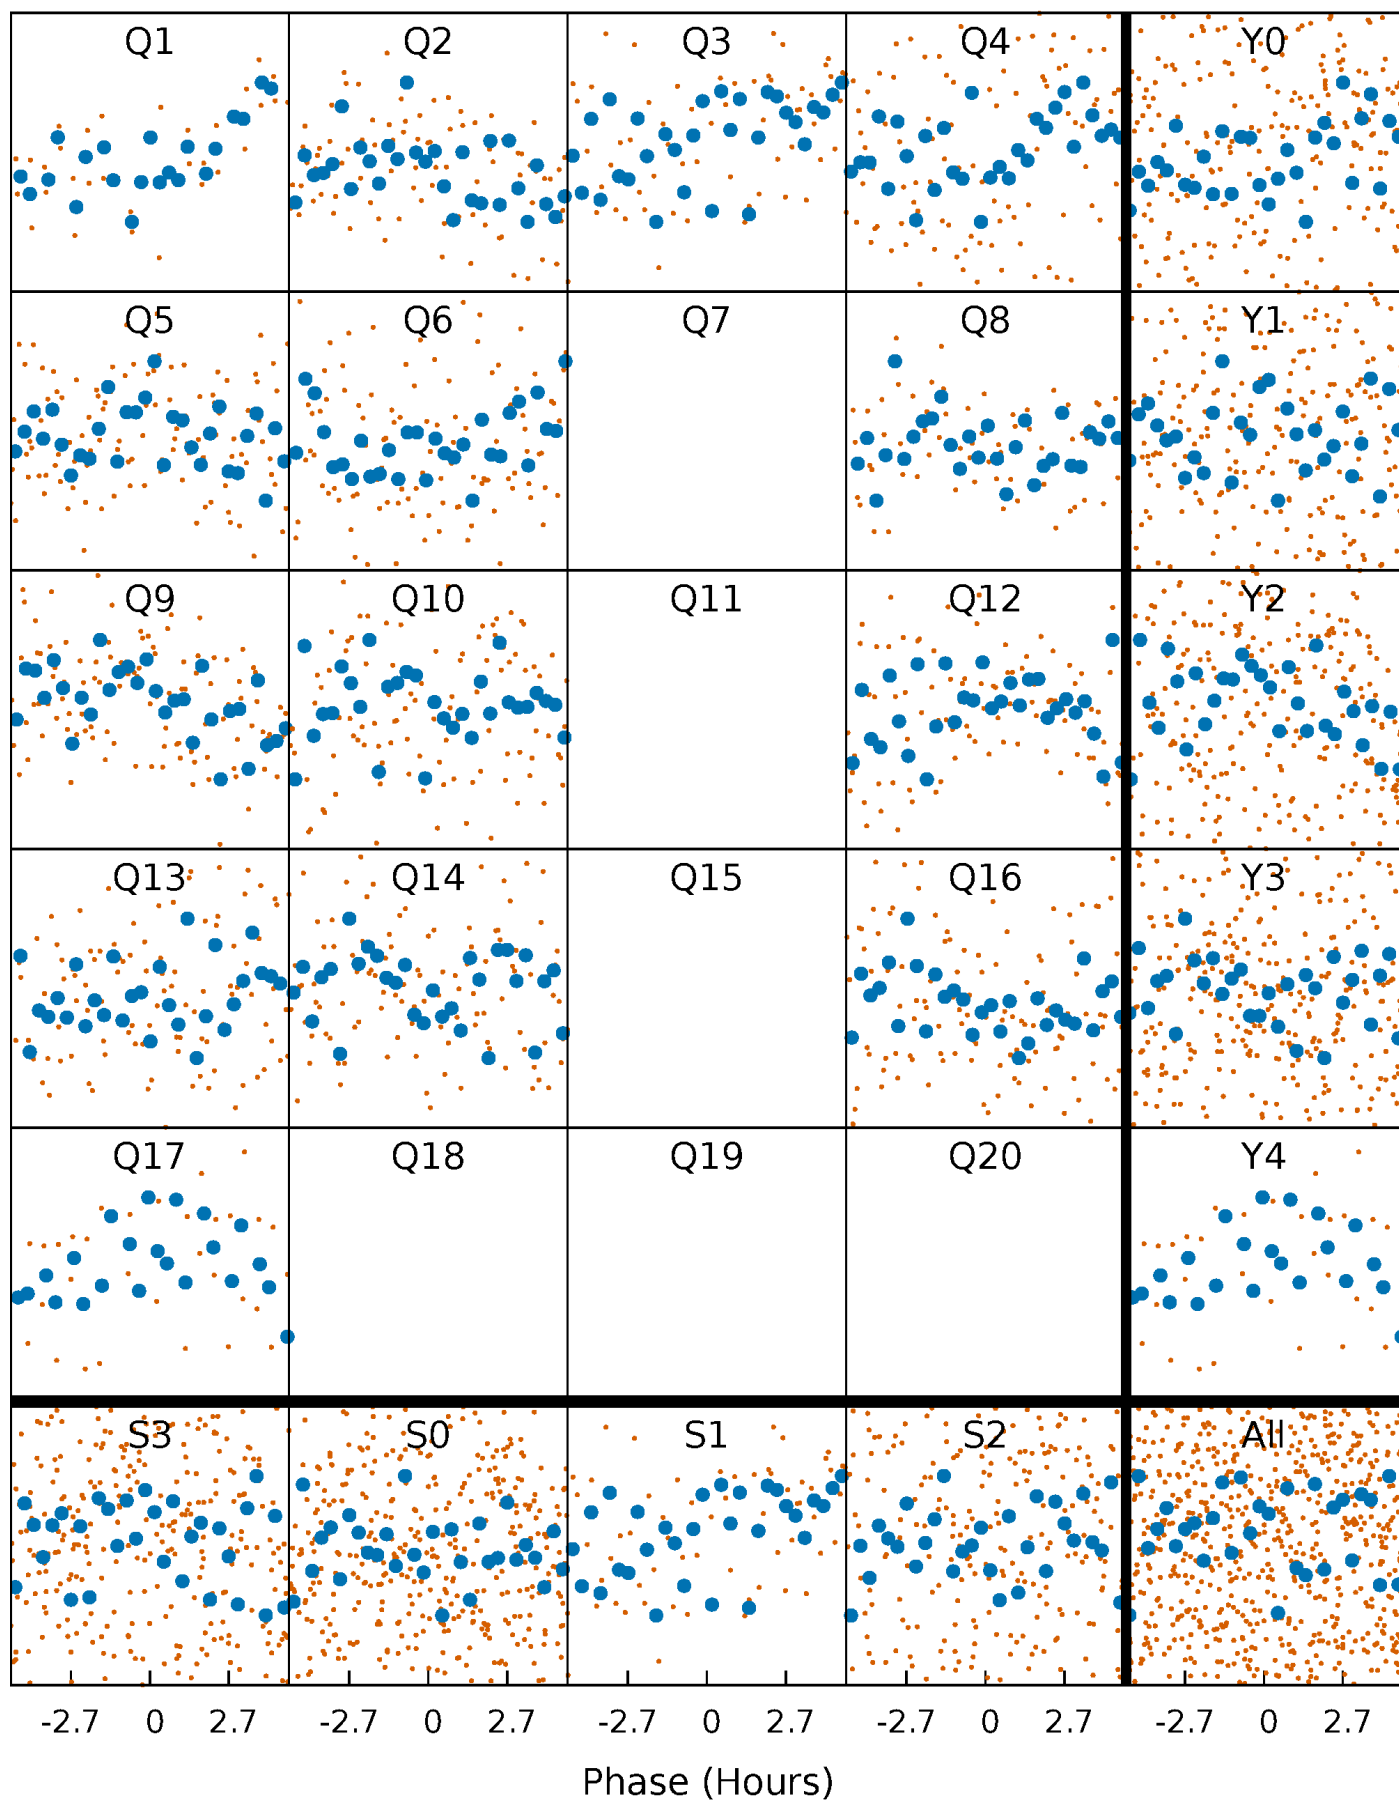 Q1 Q2 Q3 Q4 Y0
Q5 Q6 Q7 Q8 Y1
Q9 Q10 Q11 Q12 Y2
Q13 Q14 Q15 Q16 Y3
Q17 Q18 Q19 Q20 Y4
S3 S0 S1 S2 All
-2.7 0 2.7 -2.7 0 2.7 -2.7 0 2.7 -2.7 0 2.7 -2.7 0 2.7
Phase (Hours)